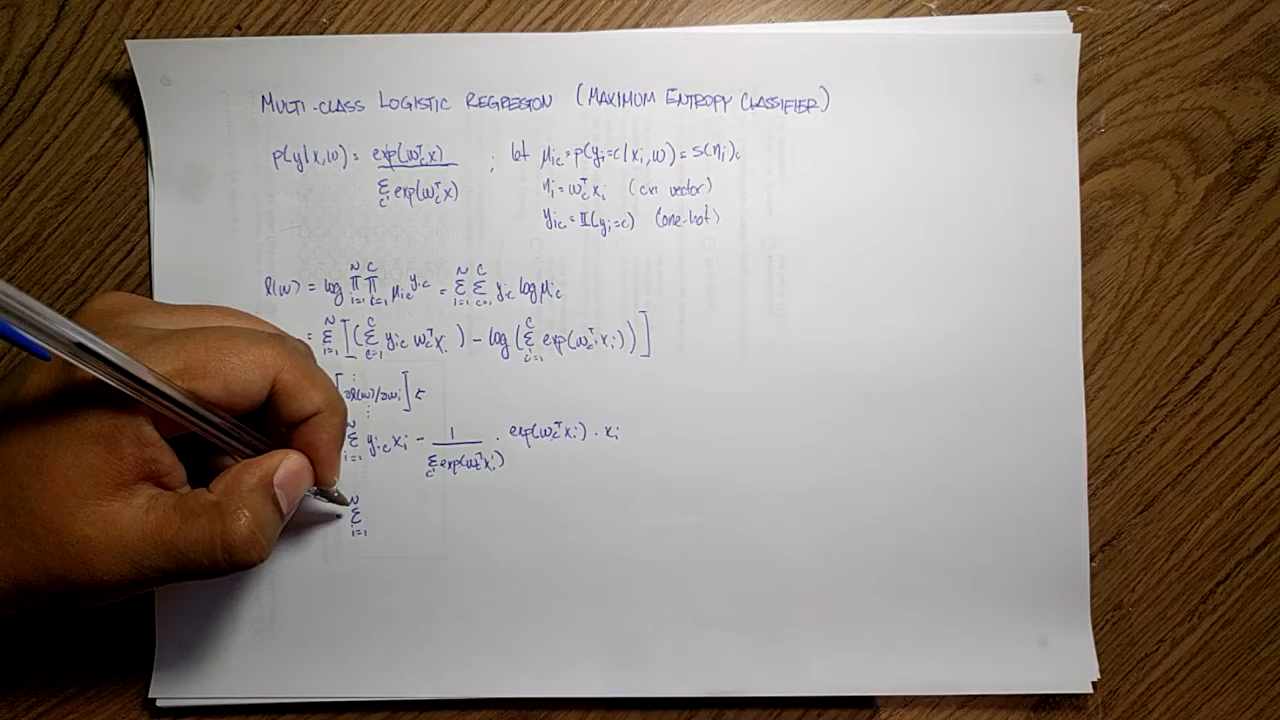 MULTI-CLASS LOGISTIC REGRESSION (MAXIMUM ENTROPY CLASSIFIER)
p(y|x,w) = exp(w_c^T x) / Σ_{c'} exp(w_{c'}^T x) ; let μ_ic = p(y_i=c|x_i,w) = S(η_i)_c
η_i = w_c^T x_i (cx1 vector)
y_ic = 𝕀(y_i=c) (one-hot)
ℓ(w) = log Π_{i=1}^N Π_{c=1}^C μ_ic^{y_ic} = Σ_{i=1}^N Σ_{c=1}^C y_ic log μ_ic
= Σ_{i=1}^N [(Σ_{c=1}^C y_ic w_c^T x_i) - log(Σ_{c'=1}^C exp(w_{c'}^T x_i))]
[⋮ ∂ℓ(w)/∂w_i ⋮]
Σ_{i=1}^N y_ic x_i - 1 / Σ_{c'} exp(w_{c'}^T x_i) · exp(w_c^T x_i) · x_i
Σ_{i=1}^N